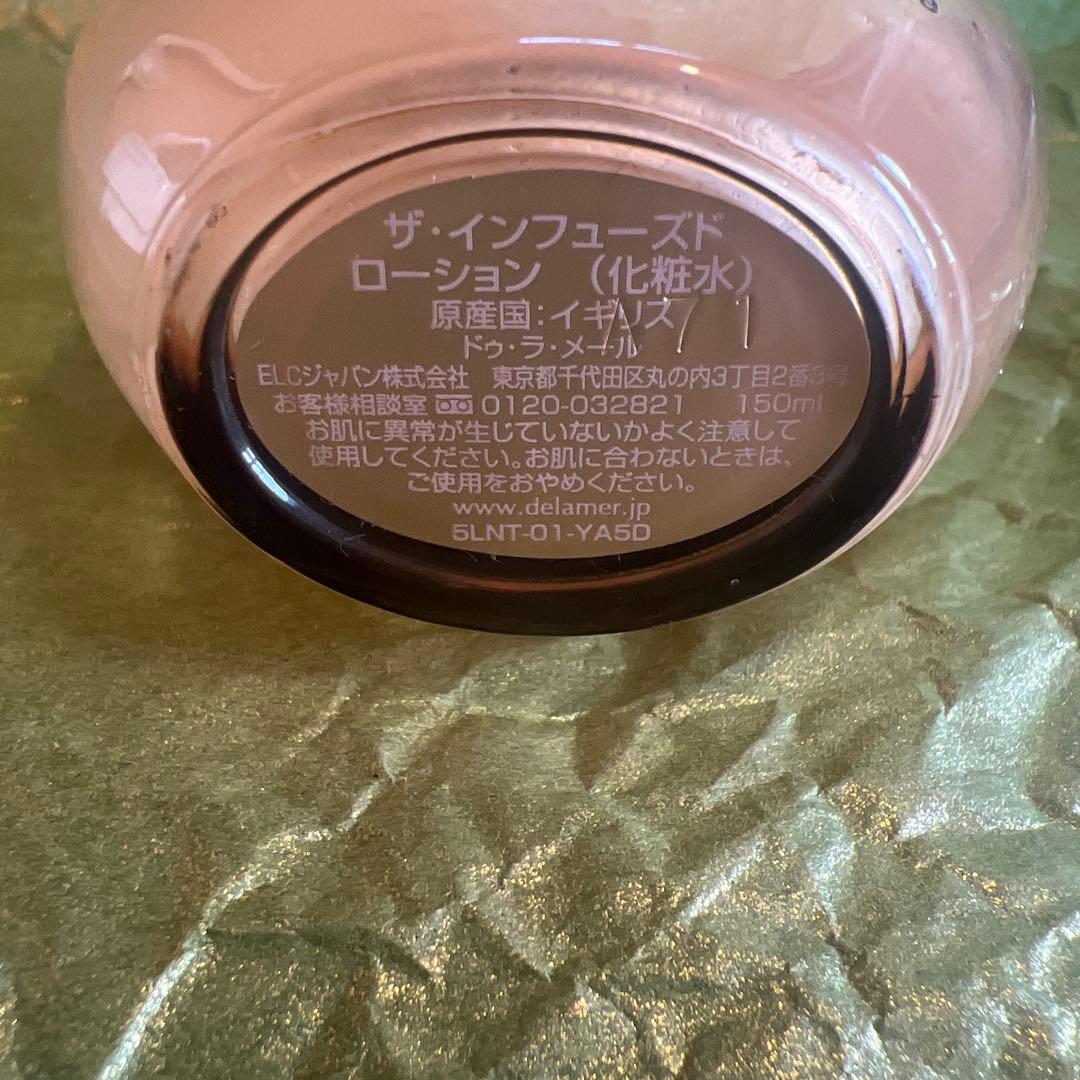 ザ・インフューズド
ローション （化粧水）
原産国：イギリス
A71
ドゥ・ラ・メール
ELCジャパン株式会社 東京都千代田区丸の内3丁目2番3号
お客様相談室 0120-032821 150mL
お肌に異常が生じていないかよく注意して
使用してください。お肌に合わないときは、
ご使用をおやめください。
www.delamer.jp
5LNT-01-YA5D